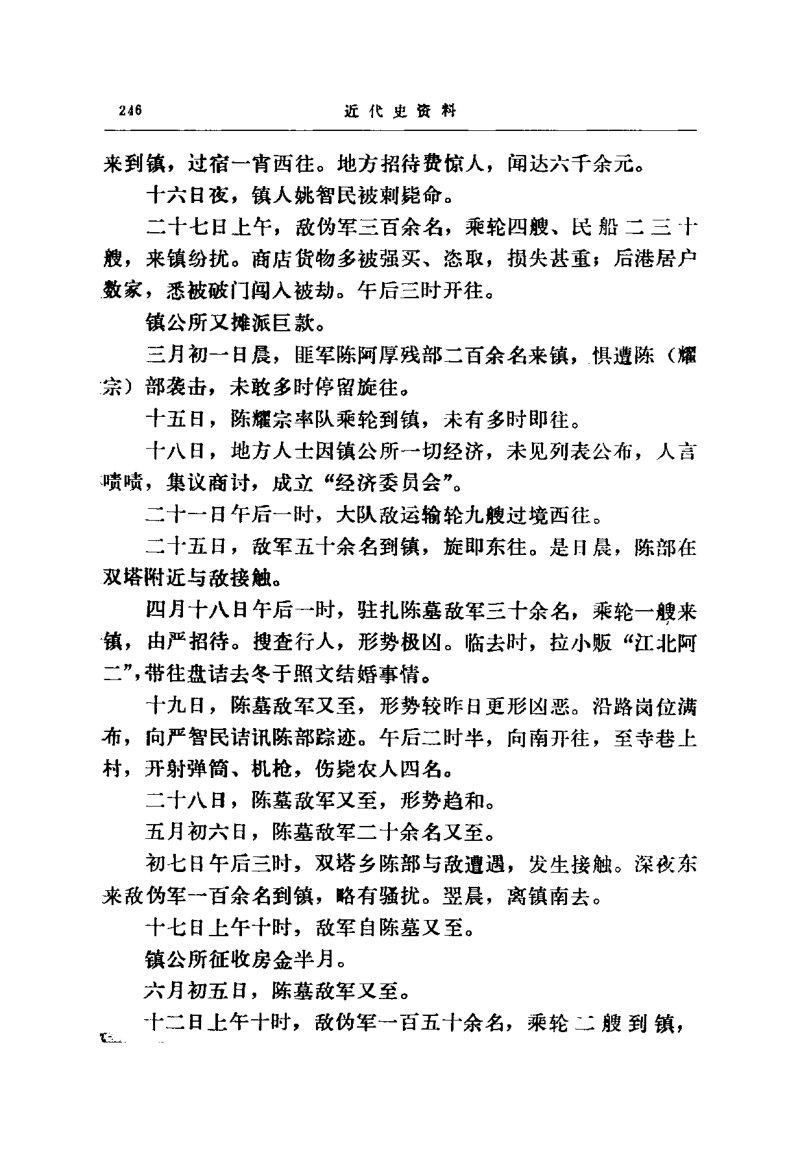 246
近代史资料
来到镇，过宿一宵西往。地方招待费惊人，闻达六千余元。
十六日夜，镇人姚智民被刺毙命。
二十七日上午，敌伪军三百余名，乘轮四艘、民船二三十
艘，来镇纷扰。商店货物多被强买、恣取，损失甚重；后港居户
数家，悉被破门闯入被劫。午后三时开往。
镇公所又摊派巨款。
三月初一日晨，匪军陈阿厚残部二百余名来镇，惧遭陈（耀
宗）部袭击，未敢多时停留旋往。
十五日，陈耀宗率队乘轮到镇，未有多时即往。
十八日，地方人士因镇公所一切经济，未见列表公布，人言
啧啧，集议商讨，成立“经济委员会”。
二十一日午后一时，大队敌运输轮九艘过境西往。
二十五日，敌军五十余名到镇，旋即东往。是日晨，陈部在
双塔附近与敌接触。
四月十八日午后一时，驻扎陈墓敌军三十余名，乘轮一艘来
镇，由严招待。搜查行人，形势极凶。临去时，拉小贩“江北阿
二”，带往盘诘去冬于照文结婚事情。
十九日，陈墓敌军又至，形势较昨日更形凶恶。沿路岗位满
布，向严智民诘讯陈部踪迹。午后二时半，向南开往，至寺巷上
村，开射弹筒、机枪，伤毙农人四名。
二十八日，陈墓敌军又至，形势趋和。
五月初六日，陈墓敌军二十余名又至。
初七日午后三时，双塔乡陈部与敌遭遇，发生接触。深夜东
来敌伪军一百余名到镇，略有骚扰。翌晨，离镇南去。
十七日上午十时，敌军自陈墓又至。
镇公所征收房金半月。
六月初五日，陈墓敌军又至。
十二日上午十时，敌伪军一百五十余名，乘轮二艘到镇，